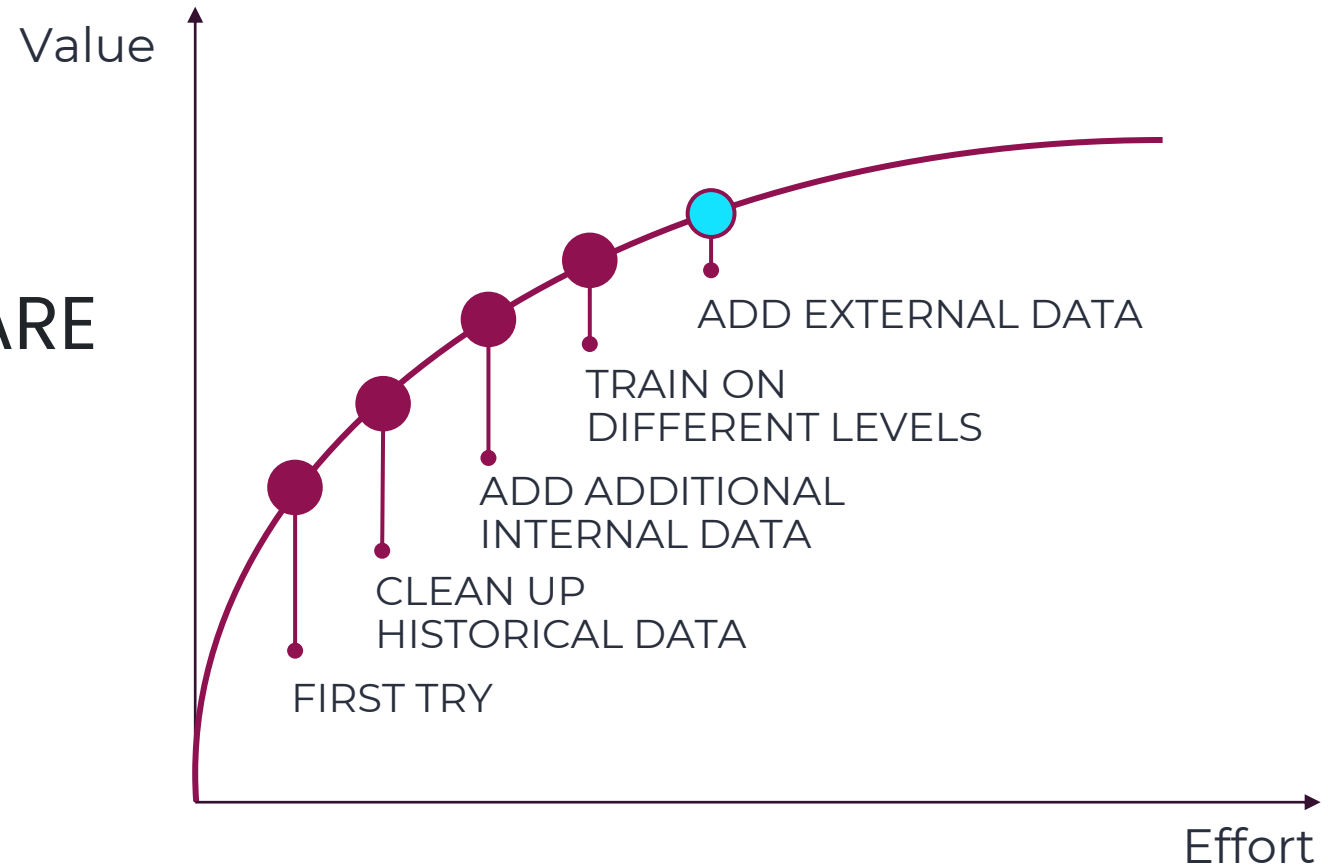 Value
ARE
ADD EXTERNAL DATA
TRAIN ON
DIFFERENT LEVELS
ADD ADDITIONAL
INTERNAL DATA
CLEAN UP
HISTORICAL DATA
FIRST TRY
Effort